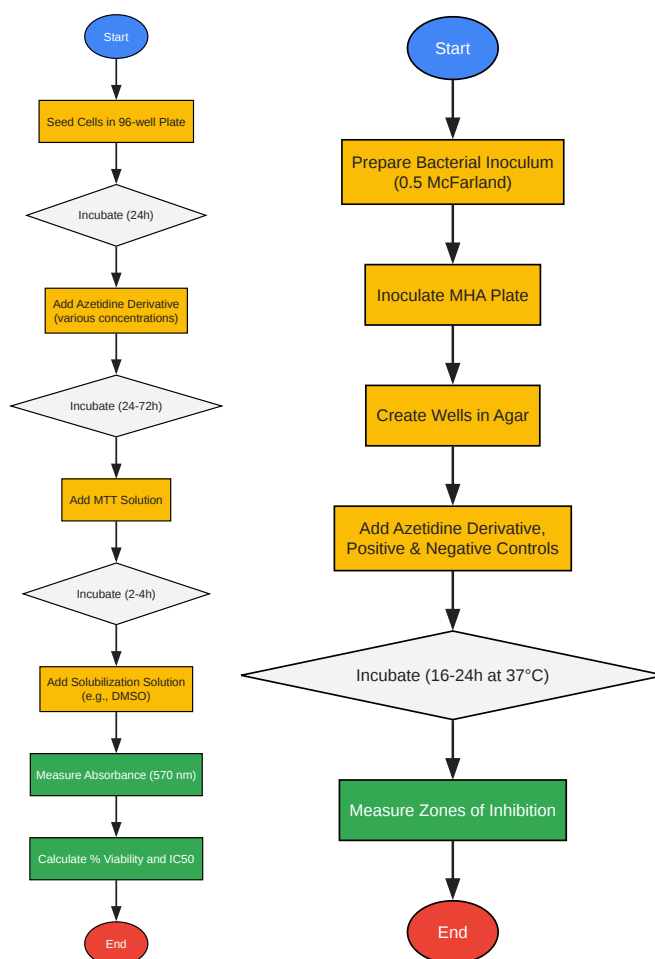 Start
Seed Cells in 96-well Plate
Incubate (24h)
Add Azetidine Derivative
(various concentrations)
Incubate (24-72h)
Add MTT Solution
Incubate (2-4h)
Add Solubilization Solution
(e.g., DMSO)
Measure Absorbance (570 nm)
Calculate % Viability and IC50
End
Start
Prepare Bacterial Inoculum
(0.5 McFarland)
Inoculate MHA Plate
Create Wells in Agar
Add Azetidine Derivative,
Positive & Negative Controls
Incubate (16-24h at 37°C)
Measure Zones of Inhibition
End